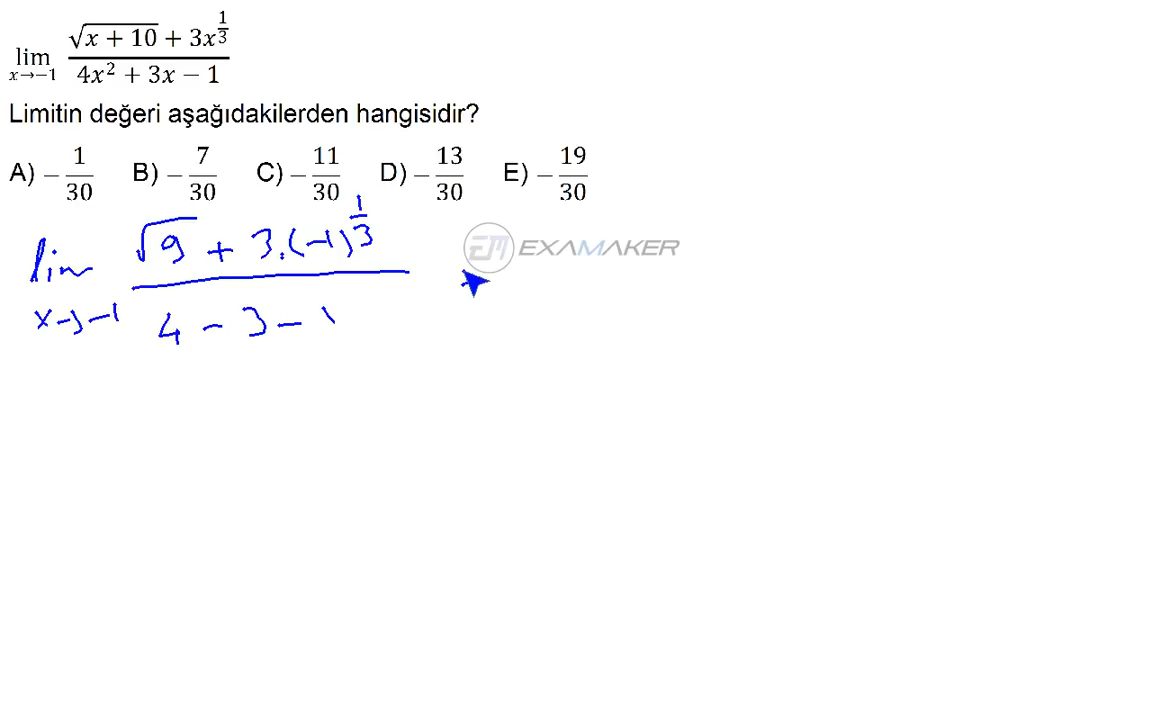 lim x→−1 (√(x + 10) + 3x^(1/3)) / (4x² + 3x − 1)
Limitin değeri aşağıdakilerden hangisidir?
A) −1/30 B) −7/30 C) −11/30 D) −13/30 E) −19/30
lim x→−1 (√9 + 3.(−1)^(1/3)) / (4 − 3 − 1)
EM EXAMAKER